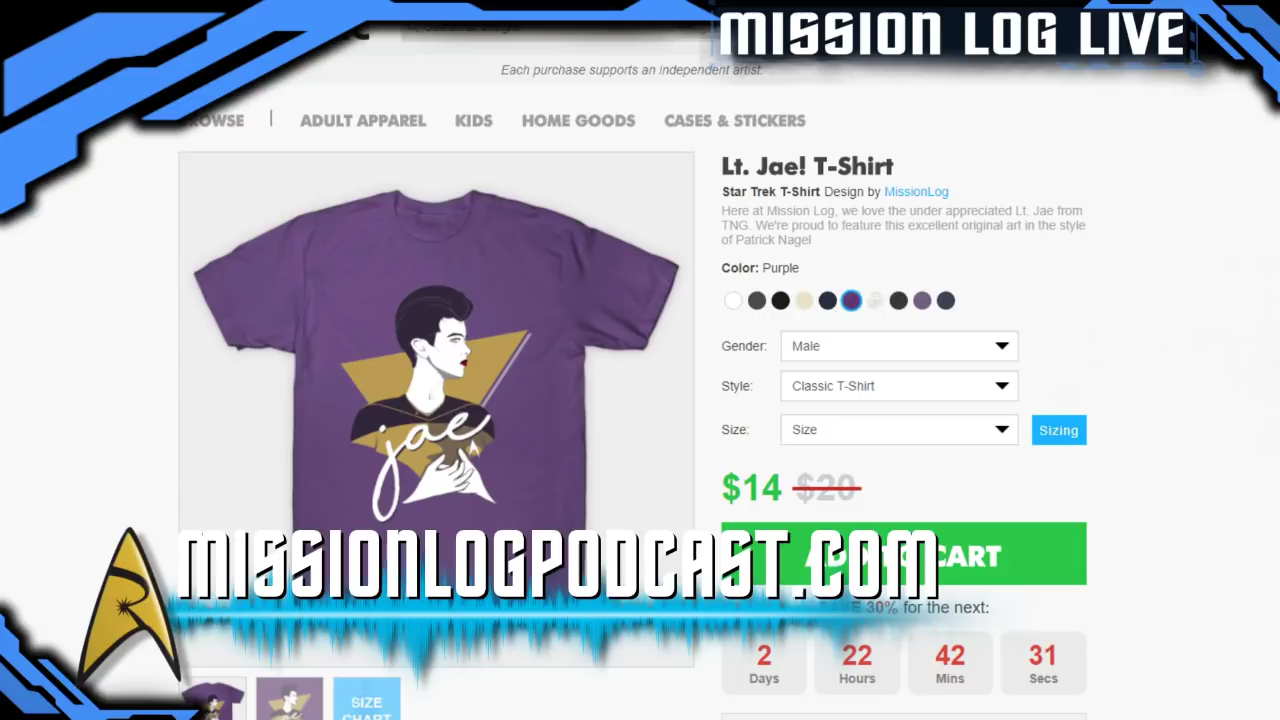 MISSION LOG LIVE
Each purchase supports an independent artist.
ADULT APPAREL
KIDS
HOME GOODS
CASES & STICKERS
Lt. Jae! T-Shirt
Star Trek T-Shirt Design by MissionLog
Here at Mission Log, we love the under appreciated Lt. Jae from
TNG. We're proud to feature this excellent original art in the style
of Patrick Nagel
Color: Purple
Gender: Male
Style: Classic T-Shirt
Size: Size
Sizing
$14 $20
jae
MISSIONLOGPODCAST.COM
CART
30% for the next:
2 22 42 31
Days Hours Mins Secs
SIZE
CHART